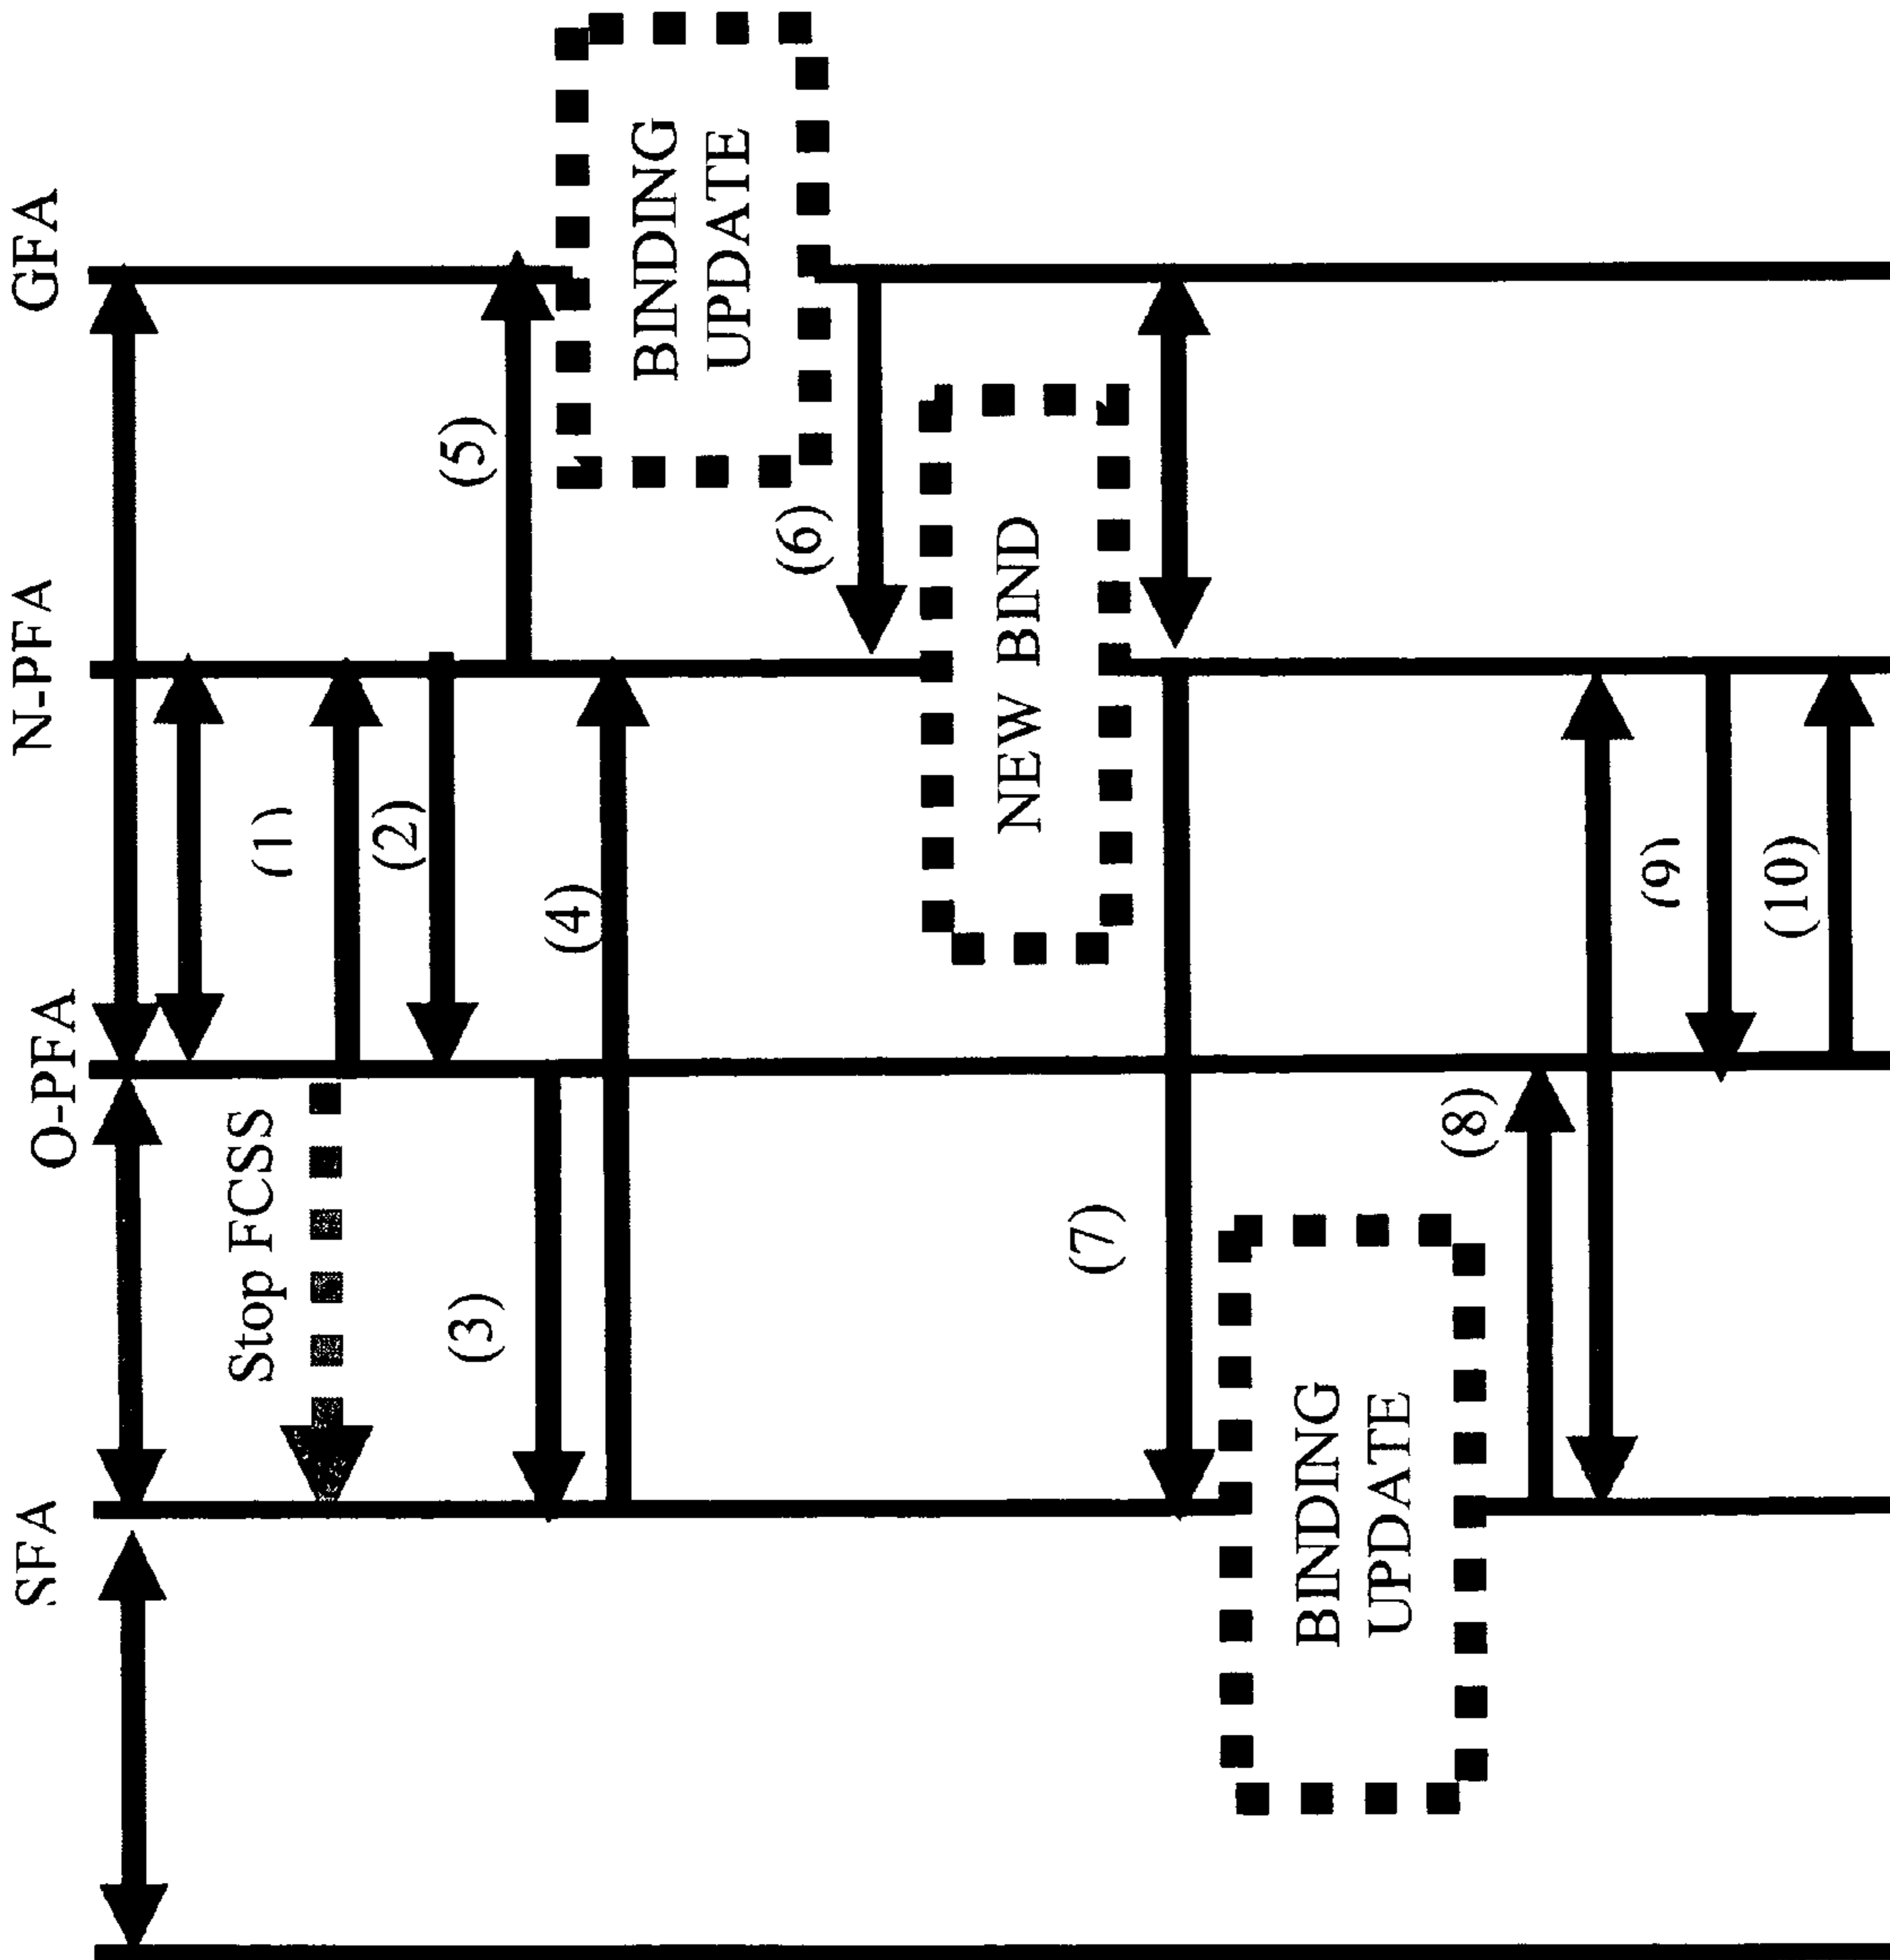 SFA
O-PFA
N-PFA
GFA
Stop FCSS
(1)
(2)
(3)
(5)
(4)
BINDING
UPDATE
(6)
NEW BIND
(7)
BINDING
UPDATE
(8)
(9)
(10)